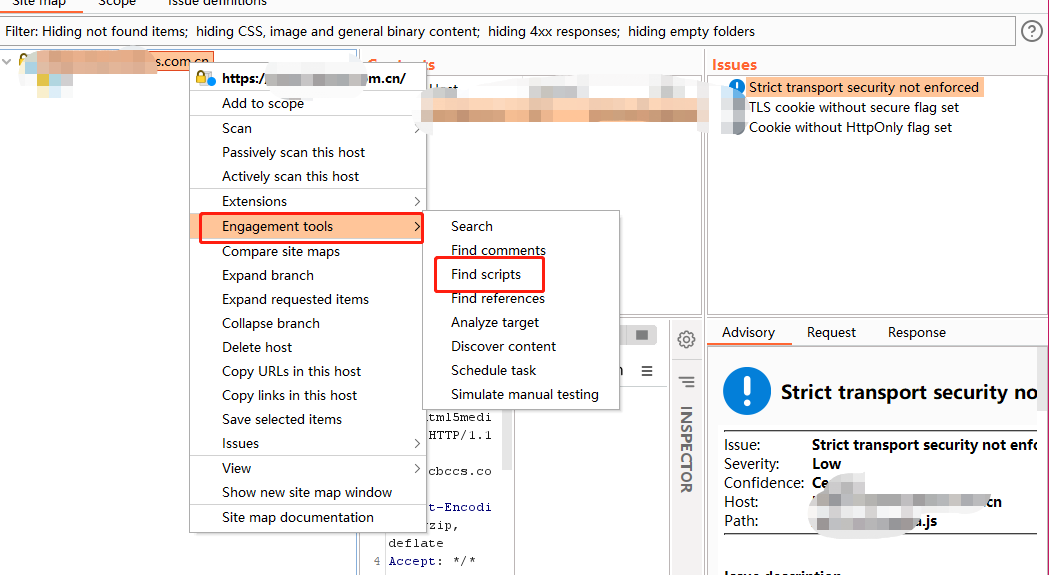 Site map
Scope
Issue definitions
Filter: Hiding not found items; hiding CSS, image and general binary content; hiding 4xx responses; hiding empty folders
s.com.cn
https://
om.cn/
Add to scope
Scan
Passively scan this host
Actively scan this host
Extensions
Engagement tools
Compare site maps
Expand branch
Expand requested items
Collapse branch
Delete host
Copy URLs in this host
Copy links in this host
Save selected items
Issues
View
Show new site map window
Site map documentation
Search
Find comments
Find scripts
Find references
Analyze target
Discover content
Schedule task
Simulate manual testing
Contents
Host
tml5medi
HTTP/1.1
cbccs.co
t-Encodi
zip,
deflate
4 Accept: */*
INSPECTOR
Issues
Strict transport security not enforced
TLS cookie without secure flag set
Cookie without HttpOnly flag set
Advisory
Request
Response
Strict transport security no
Issue: Strict transport security not enfo
Severity: Low
Confidence: Ce
Host: cn
Path: a.js
Issue description